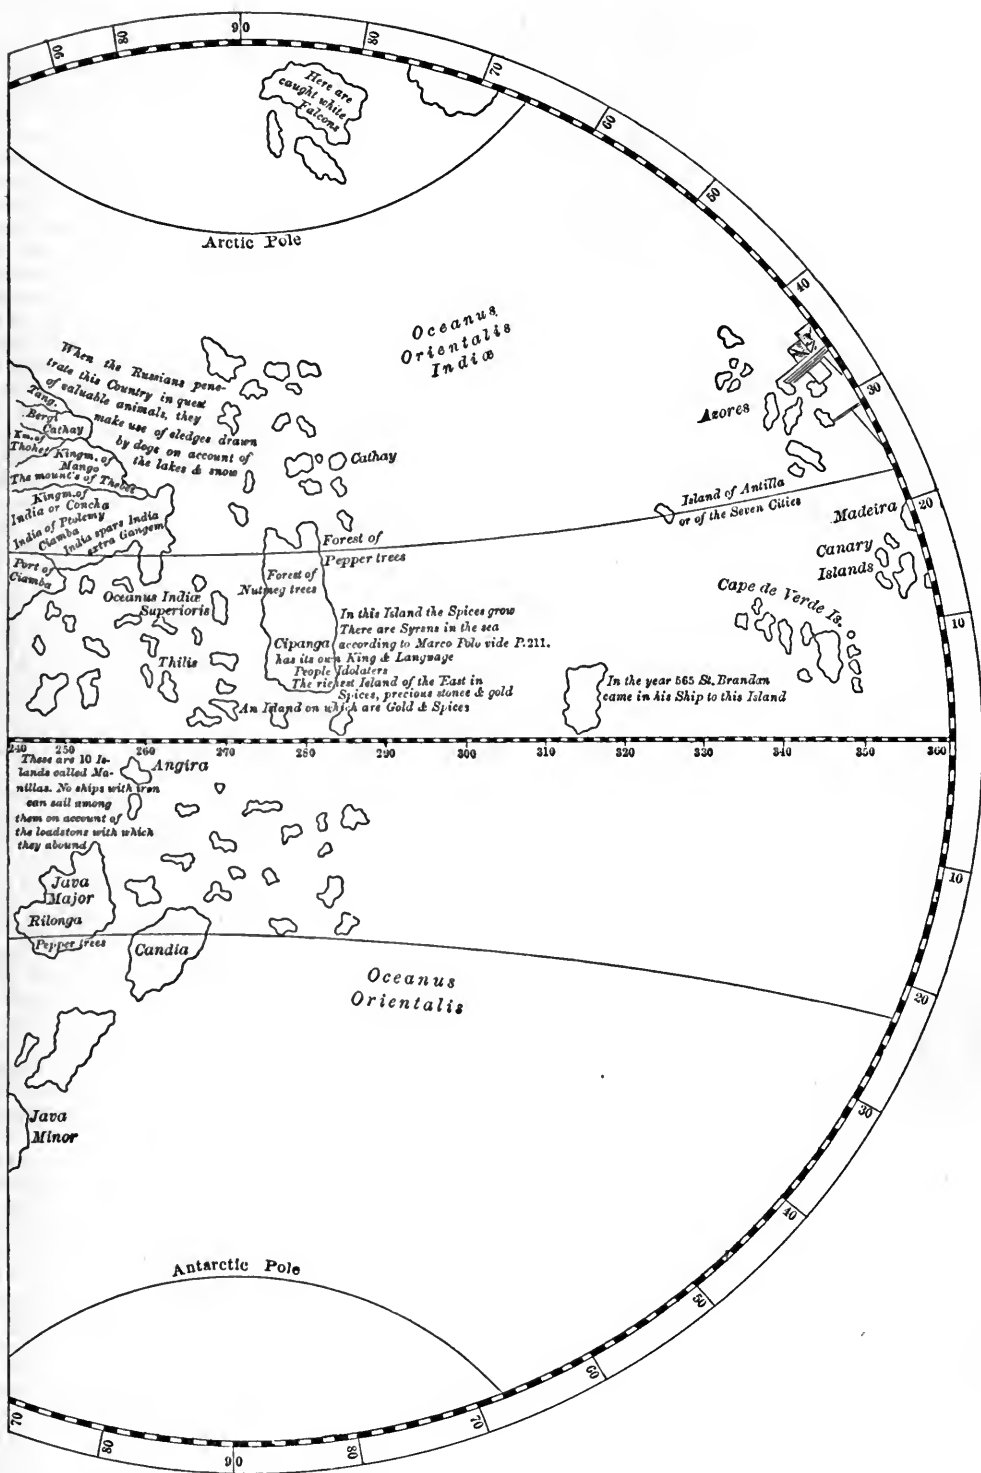 90
80
90
80
70
60
50
40
30
20
10
Here are
caught white
Falcons
Arctic Pole
Oceanus
Orientalis
Indiæ
When the Russians pene-
trate this Country in quest
of valuable animals, they
make use of sledges drawn
by dogs on account of
the lakes & snow
Tang.
Bergi
Cathay
Km. of
Thobet
Kingm. of
Mango
The mount's of Thebet
Kingm. of
India or Concha
India of Ptolemy
Ciamba
India spars India
extra Gangem
Port of
Ciamba
Cathay
Azores
Island of Antilla
or of the Seven Cities
Madeira
Canary
Islands
Cape de Verde Is.
Forest of
Pepper trees
Forest of
Nutmeg trees
Oceanus Indiæ
Superioris
Thilis
In this Island the Spices grow
There are Syrens in the sea
Cipanga according to Marco Polo vide P.211.
has its own King & Language
People Idolaters
The richest Island of the East in
Spices, precious stones & gold
An Island on which are Gold & Spices
In the year 565 St. Brandan
came in his Ship to this Island
240 250 260 270 280 290 300 310 320 330 340 350 360
These are 10 Is-
lands called Ma-
nillas. No ships with iron
can sail among
them on account of
the loadstone with which
they abound
Angira
Java
Major
Rilonga
Pepper trees
Candia
Oceanus
Orientalis
Java
Minor
Antarctic Pole
10
20
30
40
50
60
70
80
90
80
70